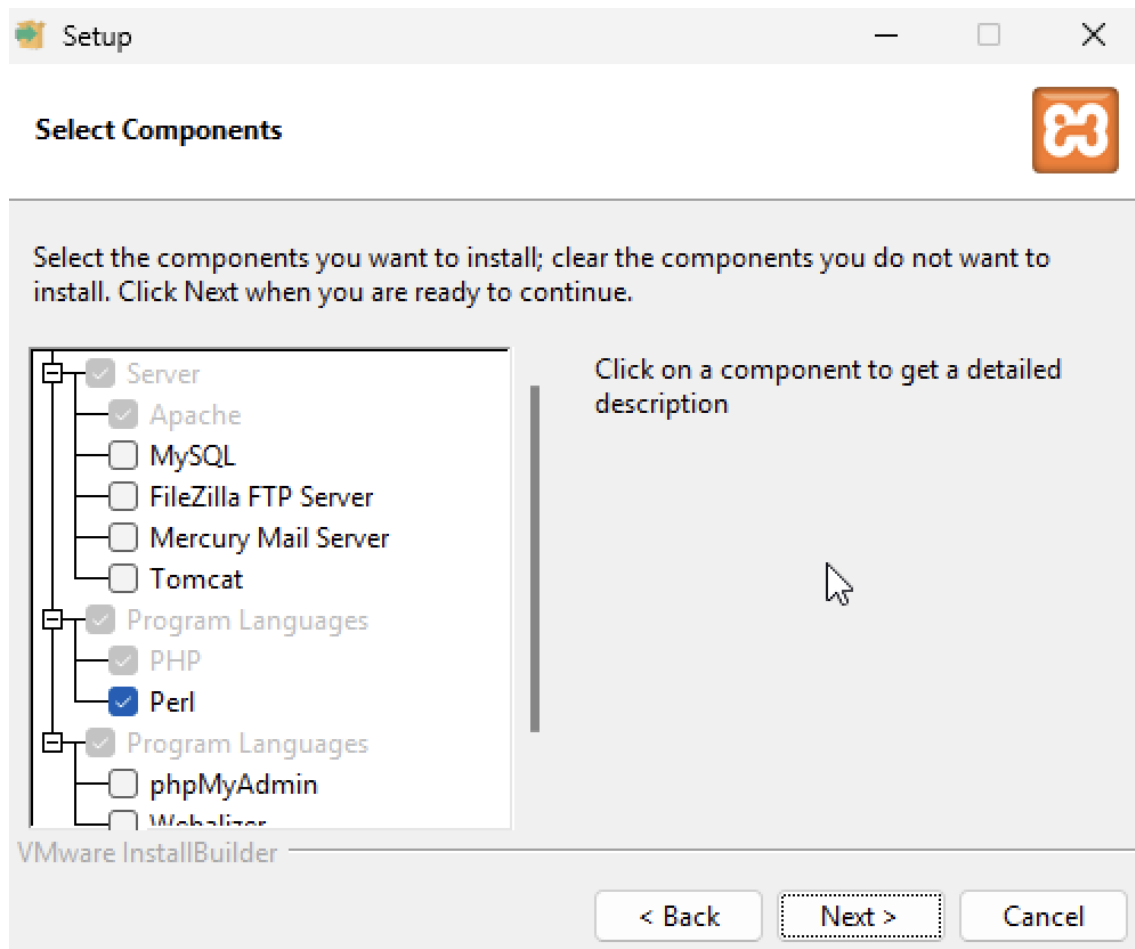 Setup
Select Components
Select the components you want to install; clear the components you do not want to
install. Click Next when you are ready to continue.
Server
Apache
MySQL
FileZilla FTP Server
Mercury Mail Server
Tomcat
Program Languages
PHP
Perl
Program Languages
phpMyAdmin
Webalizer
Click on a component to get a detailed
description
VMware InstallBuilder
< Back
Next >
Cancel